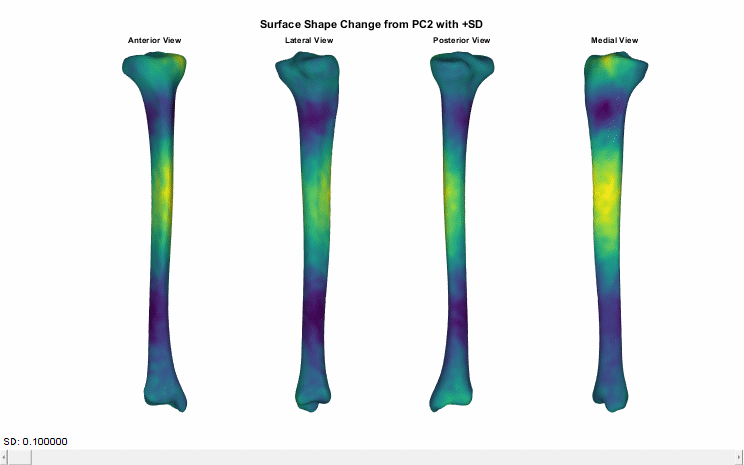 Surface Shape Change from PC2 with +SD
Anterior View
Lateral View
Posterior View
Medial View
SD: 0.100000